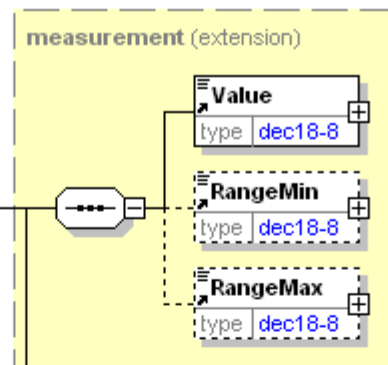 measurement (extension)
Value
type dec18-8
RangeMin
type dec18-8
RangeMax
type dec18-8